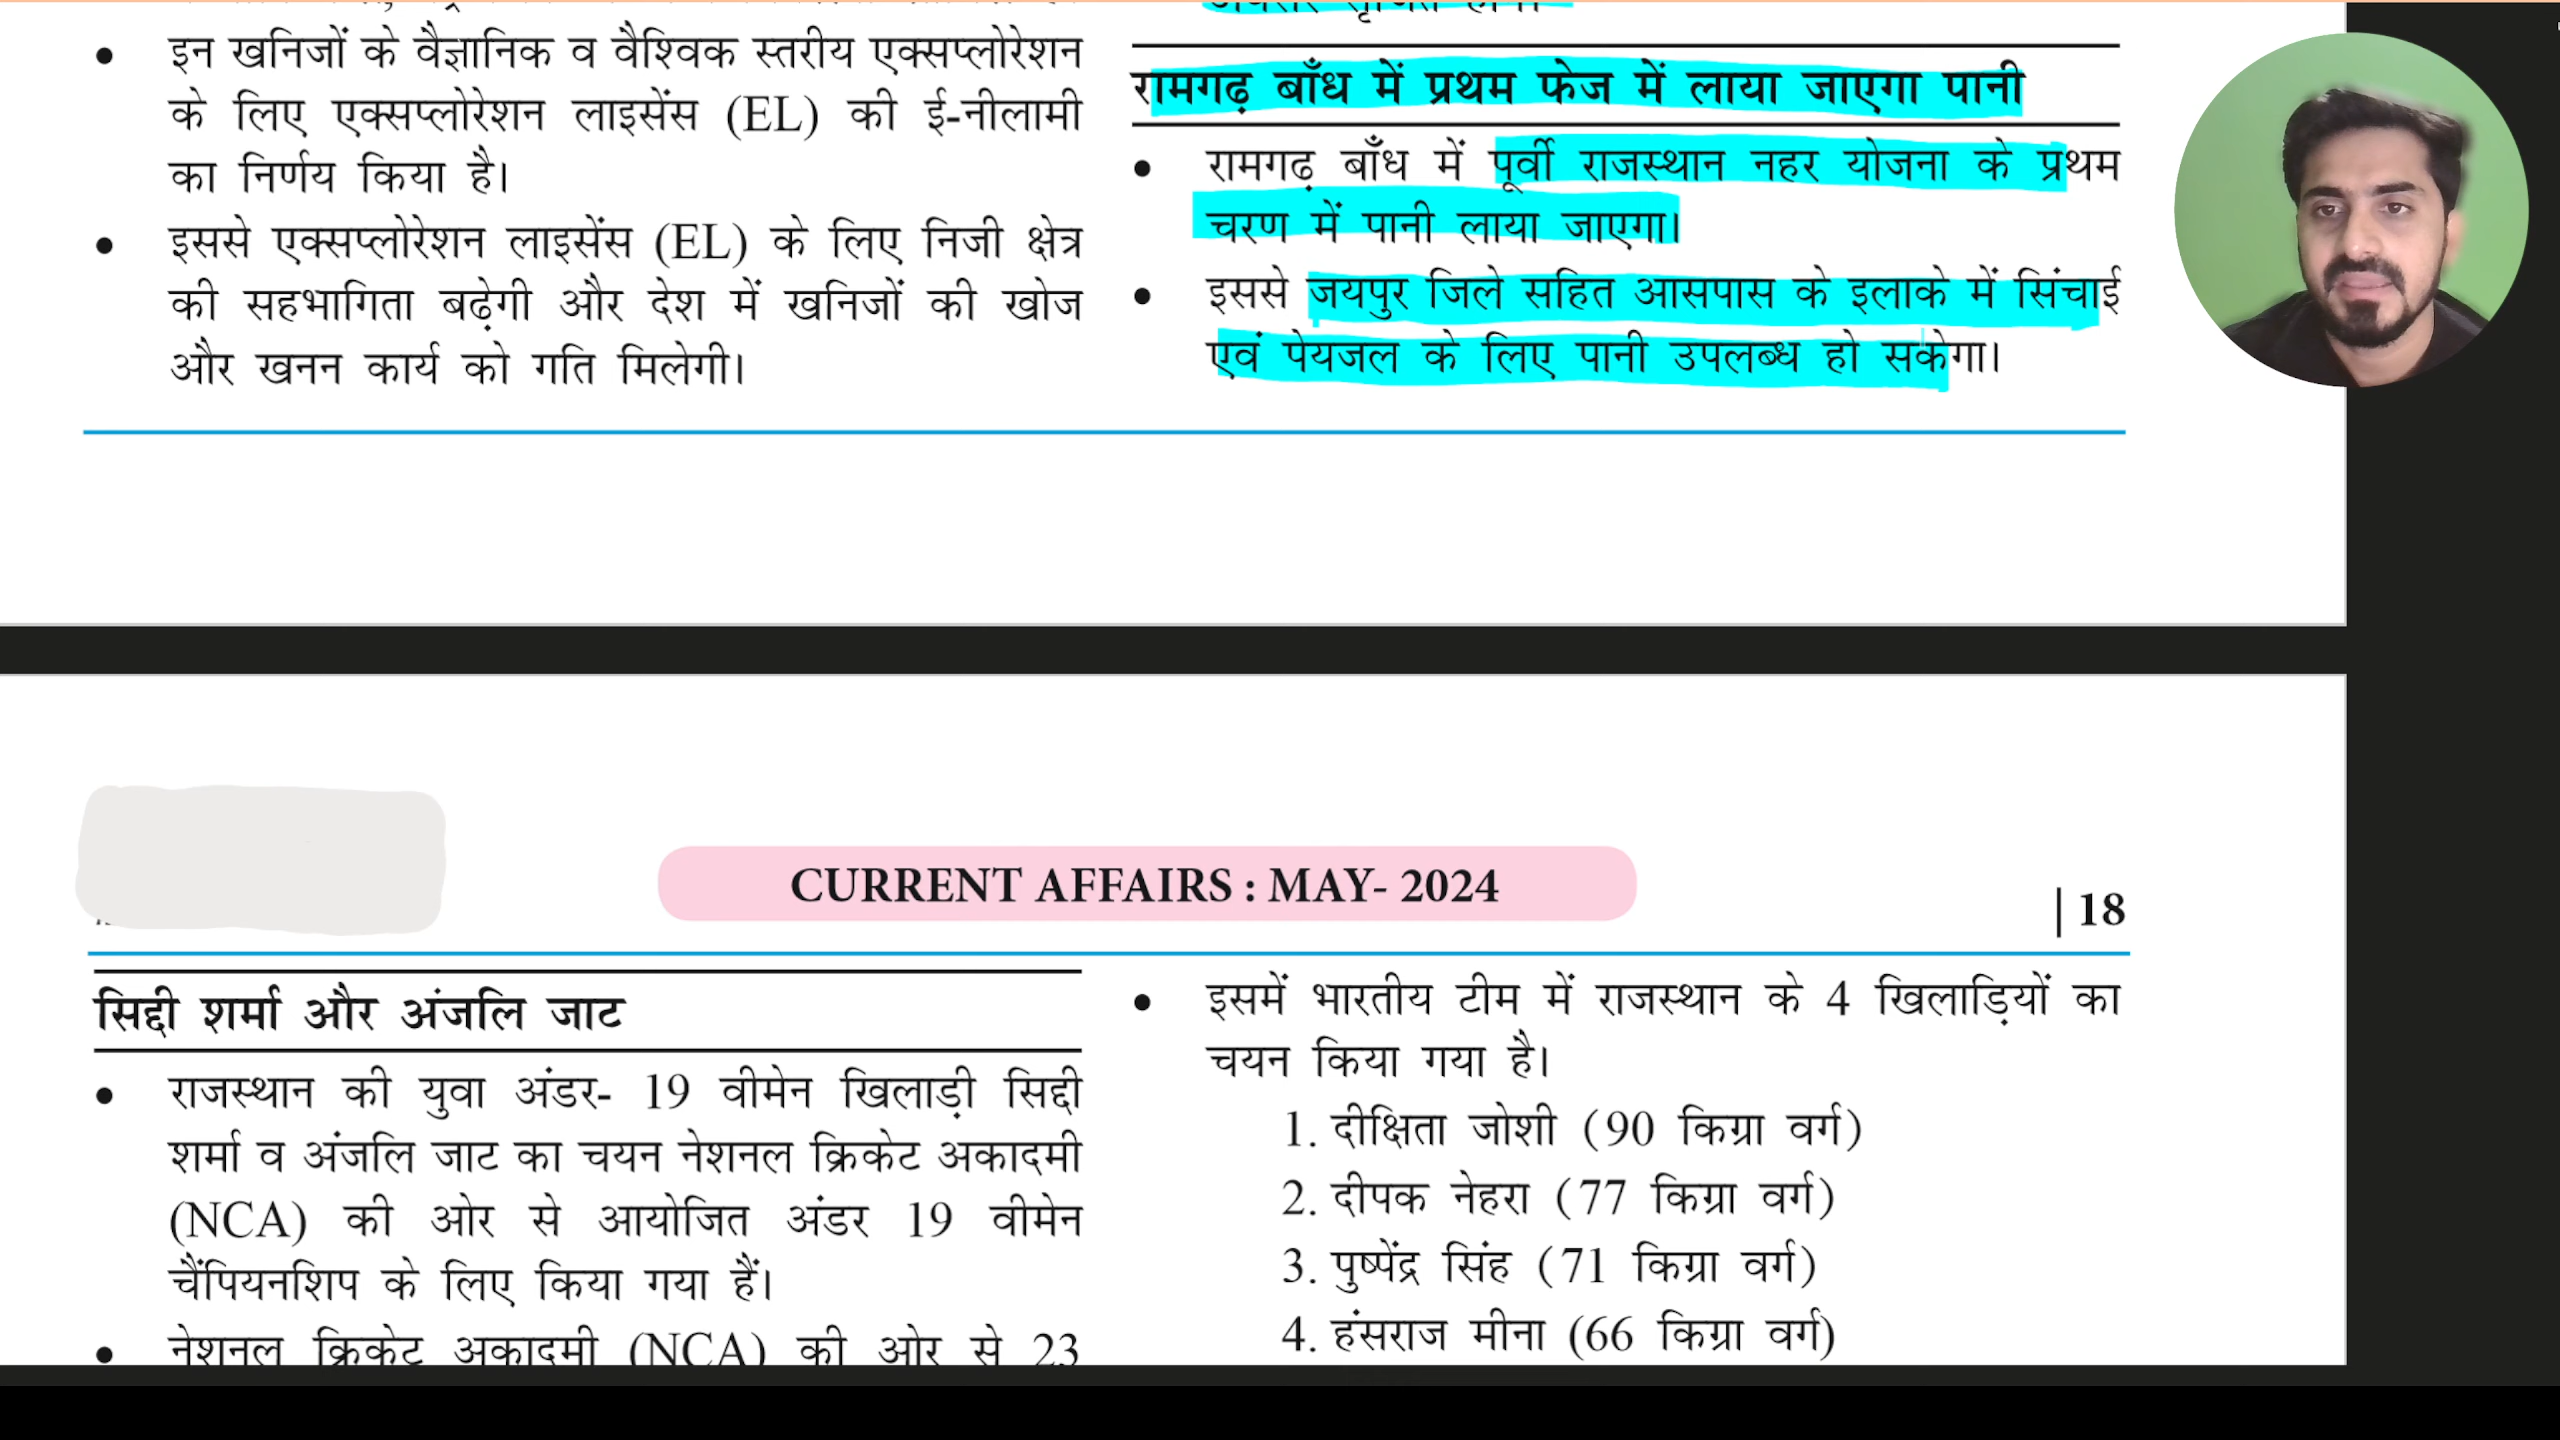 इन खनिजों के वैज्ञानिक व वैश्विक स्तरीय एक्सप्लोरेशन
के लिए एक्सप्लोरेशन लाइसेंस (EL) की ई-नीलामी
का निर्णय किया है।
इससे एक्सप्लोरेशन लाइसेंस (EL) के लिए निजी क्षेत्र
की सहभागिता बढ़ेगी और देश में खनिजों की खोज
और खनन कार्य को गति मिलेगी।
रामगढ़ बाँध में प्रथम फेज में लाया जाएगा पानी
रामगढ़ बाँध में पूर्वी राजस्थान नहर योजना के प्रथम
चरण में पानी लाया जाएगा।
इससे जयपुर जिले सहित आसपास के इलाके में सिंचाई
एवं पेयजल के लिए पानी उपलब्ध हो सकेगा।
CURRENT AFFAIRS : MAY- 2024
| 18
सिद्दी शर्मा और अंजलि जाट
राजस्थान की युवा अंडर- 19 वीमेन खिलाड़ी सिद्दी
शर्मा व अंजलि जाट का चयन नेशनल क्रिकेट अकादमी
(NCA) की ओर से आयोजित अंडर 19 वीमेन
चैंपियनशिप के लिए किया गया हैं।
नेशनल क्रिकेट अकादमी (NCA) की ओर से 23
इसमें भारतीय टीम में राजस्थान के 4 खिलाड़ियों का
चयन किया गया है।
1. दीक्षिता जोशी (90 किग्रा वर्ग)
2. दीपक नेहरा (77 किग्रा वर्ग)
3. पुष्पेंद्र सिंह (71 किग्रा वर्ग)
4. हंसराज मीना (66 किग्रा वर्ग)